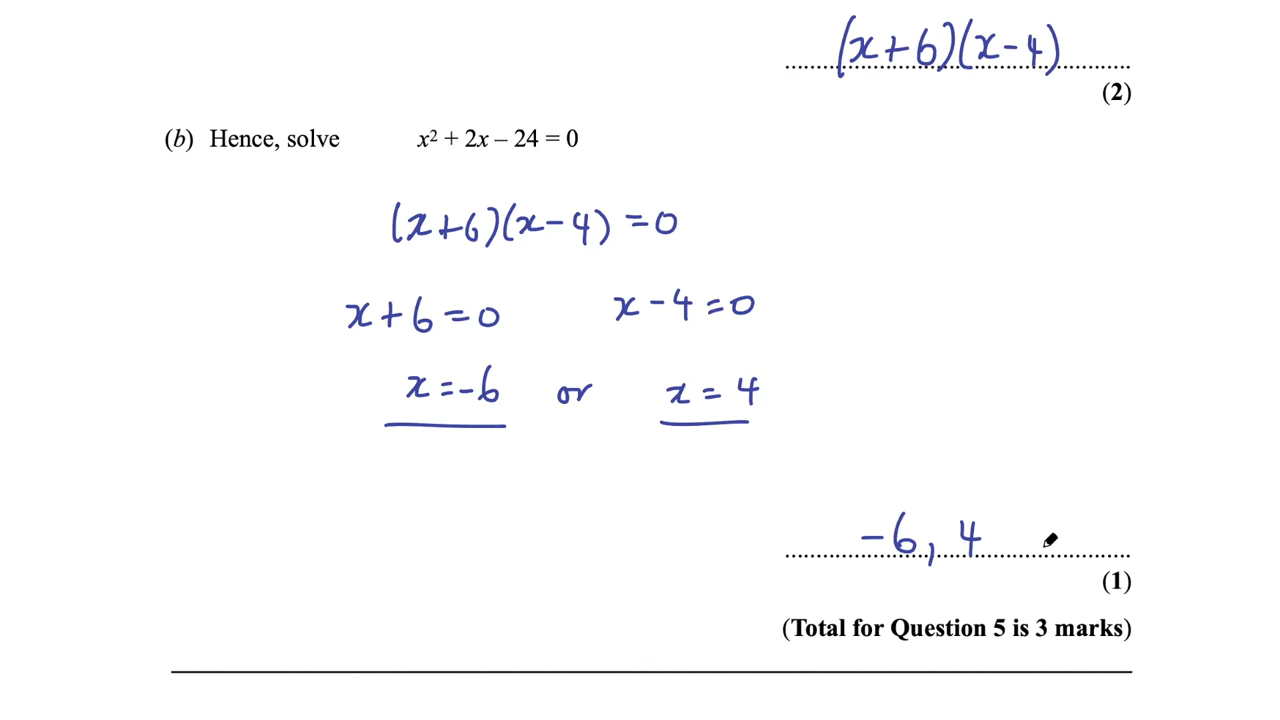 (x+6)(x-4)
(2)
(b) Hence, solve x² + 2x – 24 = 0
(x+6)(x-4) = 0
x+6=0 x-4=0
x=-6 or x=4
-6, 4
(1)
(Total for Question 5 is 3 marks)